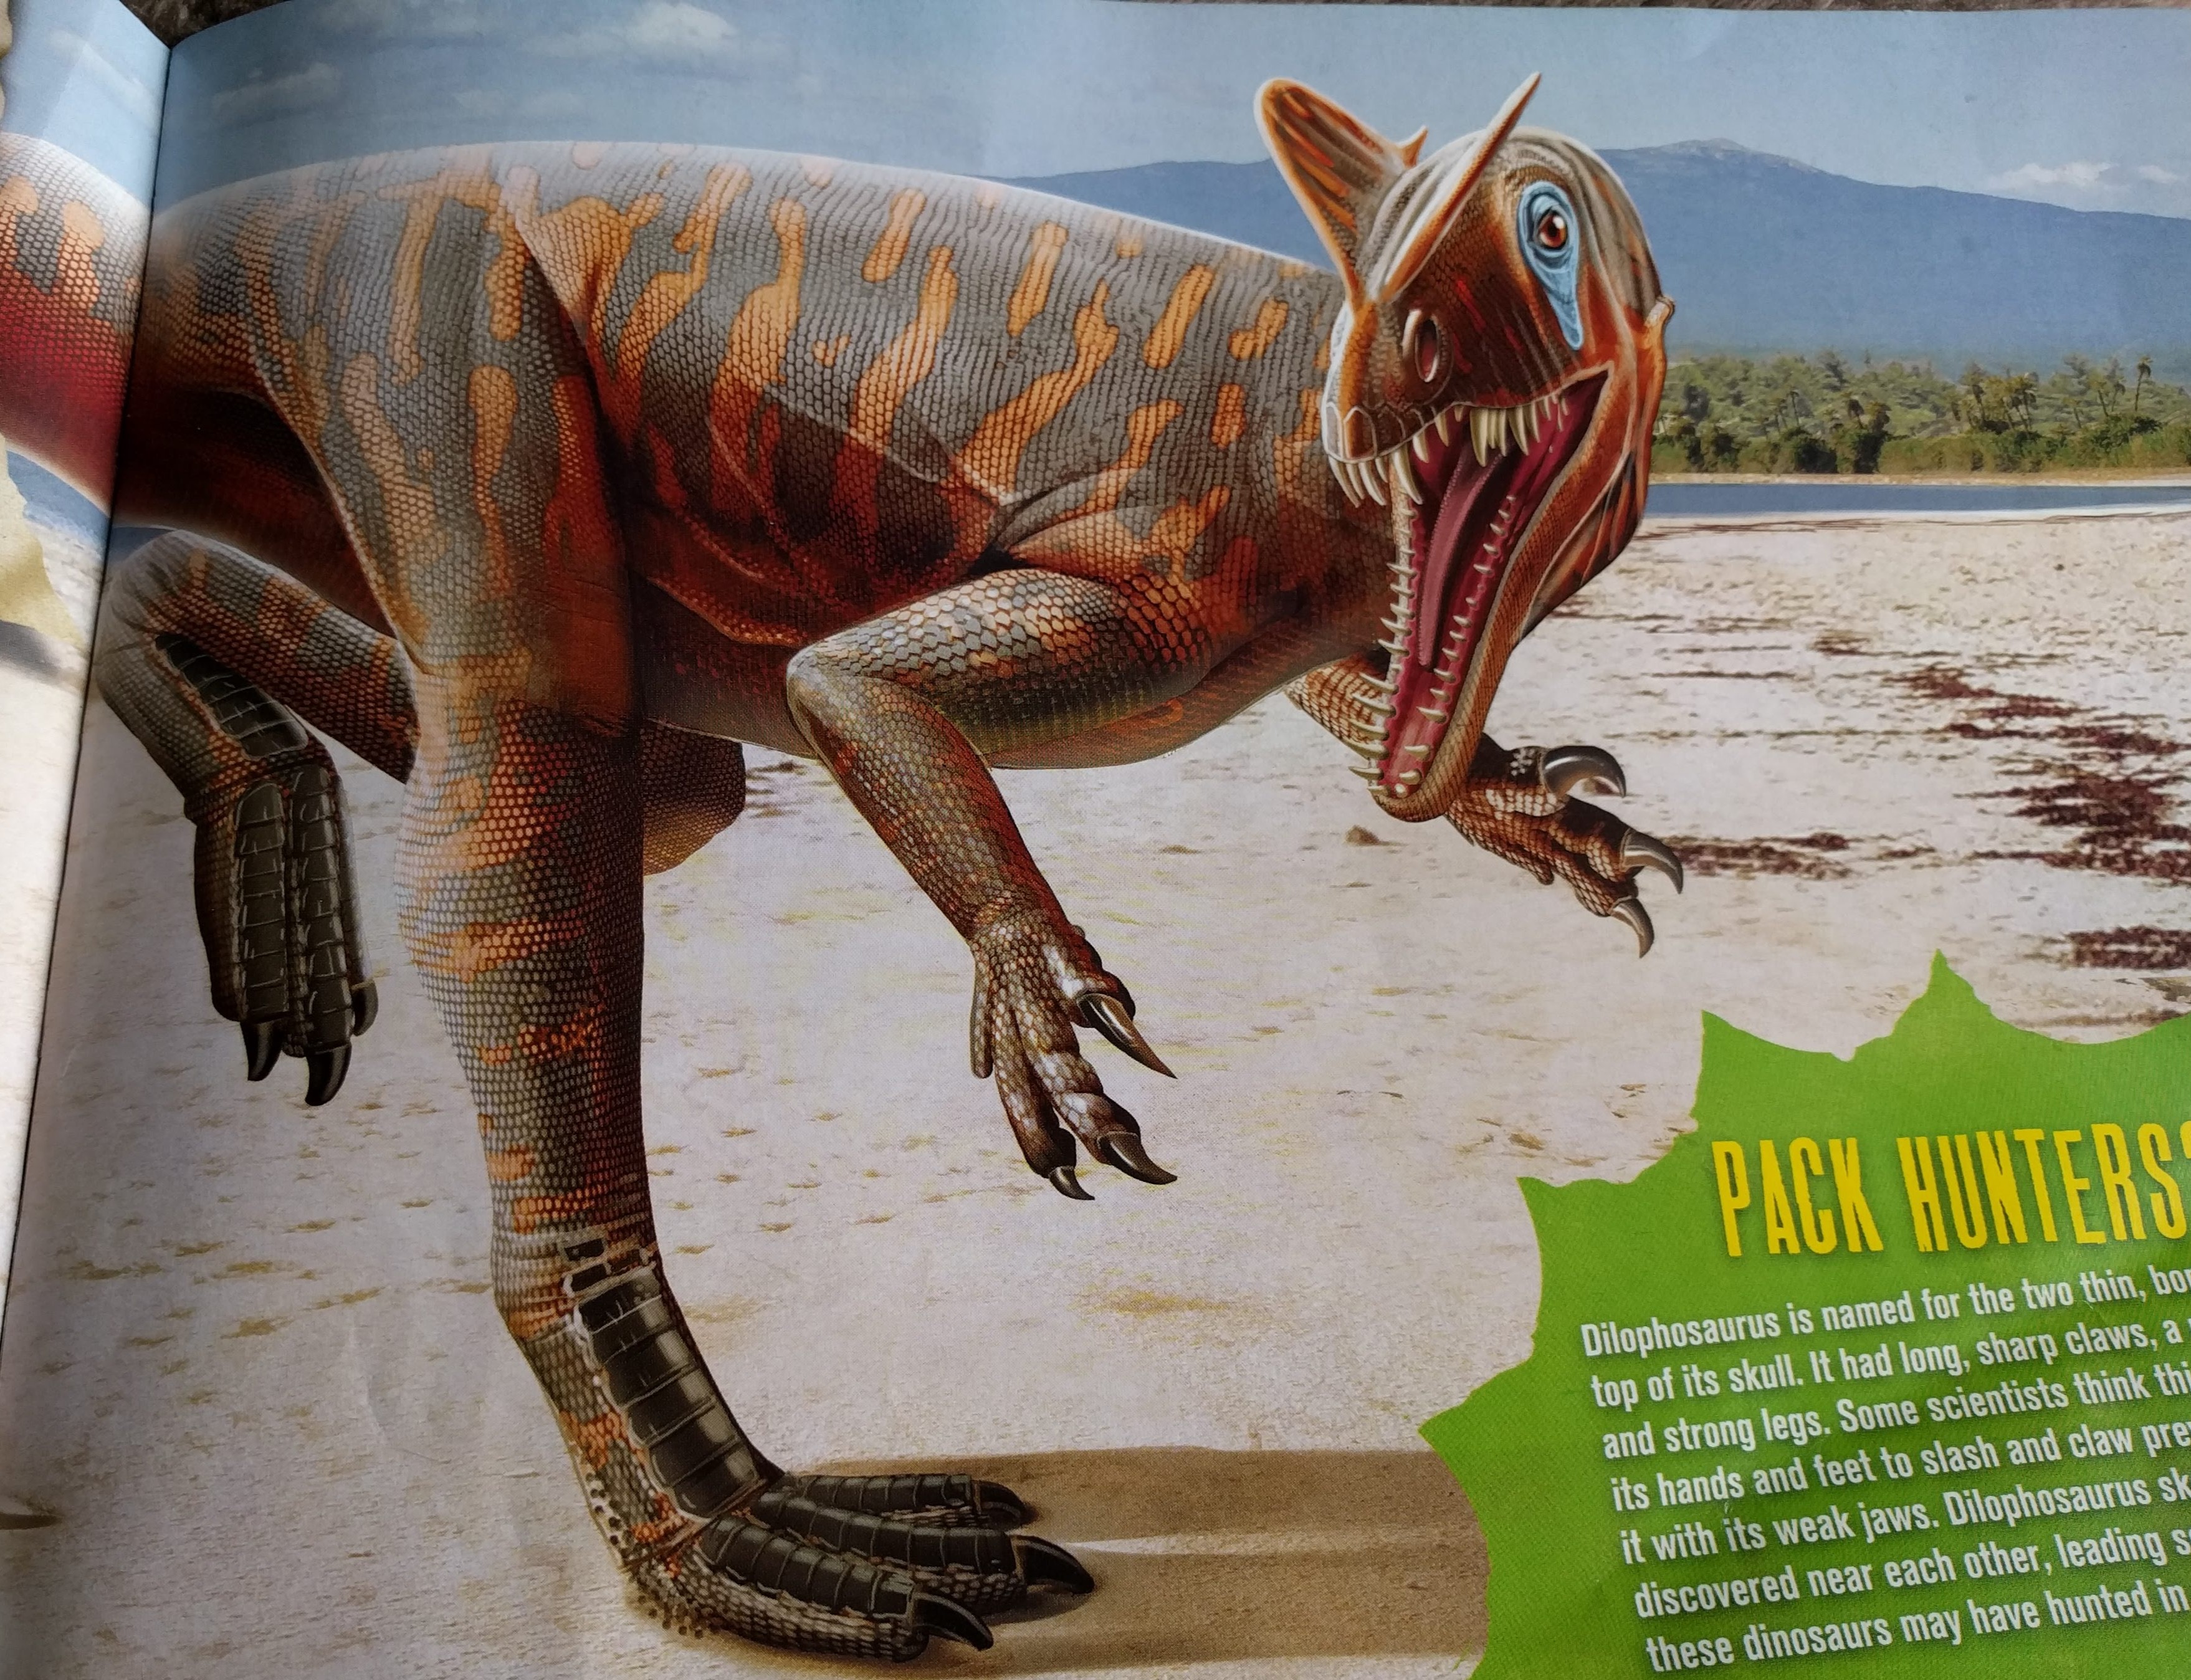 PACK HUNTERS?
Dilophosaurus is named for the two thin,
top of its skull. It had long, sharp claws, a
and strong legs. Some scientists think
its hands and feet to slash and claw
it with its weak jaws. Dilophosaurus
discovered near each other, leading
these dinosaurs may have hunted in